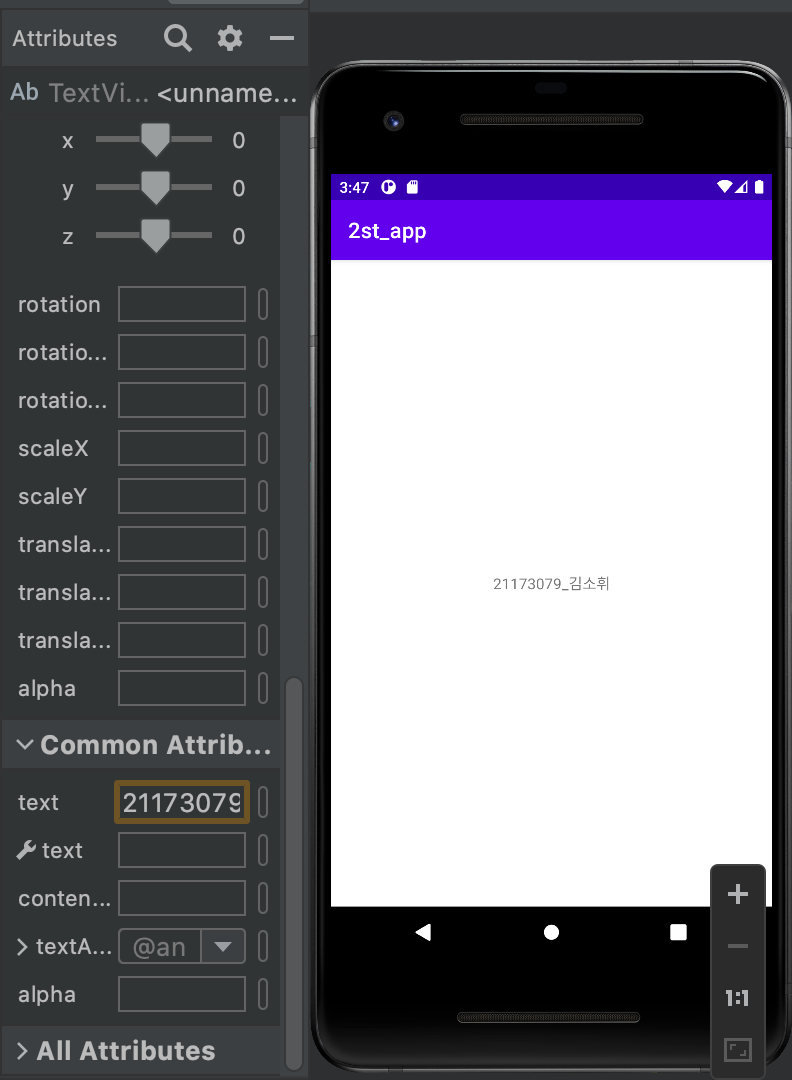 Attributes
Ab TextVi... <unname...
x 0
y 0
z 0
rotation
rotatio...
rotatio...
scaleX
scaleY
transla...
transla...
transla...
alpha
Common Attrib...
text 21173079
text
conten...
textA... @an
alpha
All Attributes
3:47
2st_app
21173079_김소휘
1:1